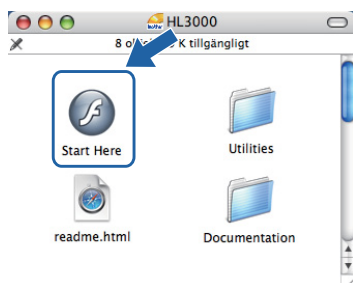 HL3000
8 K tillgängligt
Start Here
Utilities
readme.html
Documentation